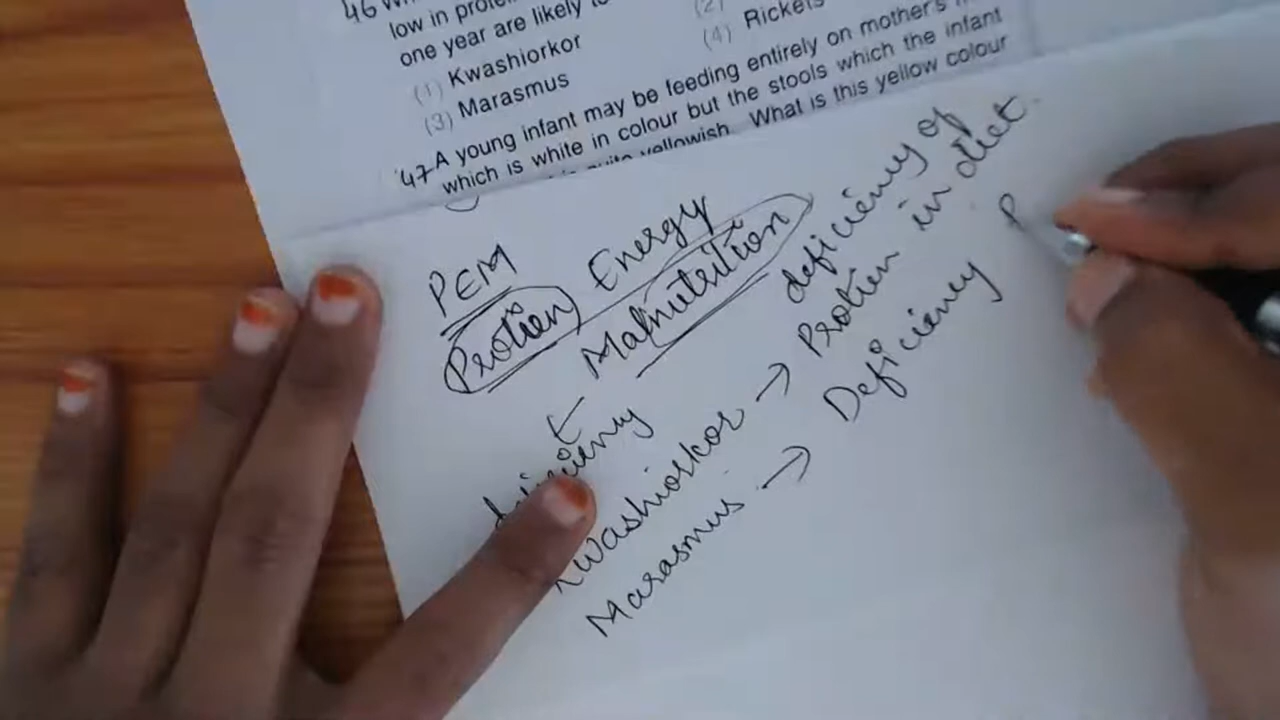 46
low in
one year are likely
(1) Kwashiorkor (2)
(3) Marasmus (4) Rickets
47 A young infant may be feeding entirely on mother's
which is white in colour but the stools which the infant
yellowish. What is this yellow colour
PEM
Protien Energy
Malnutrition
Kwashiorkor → deficiency of
Protien in diet
Marasmus → Deficiency